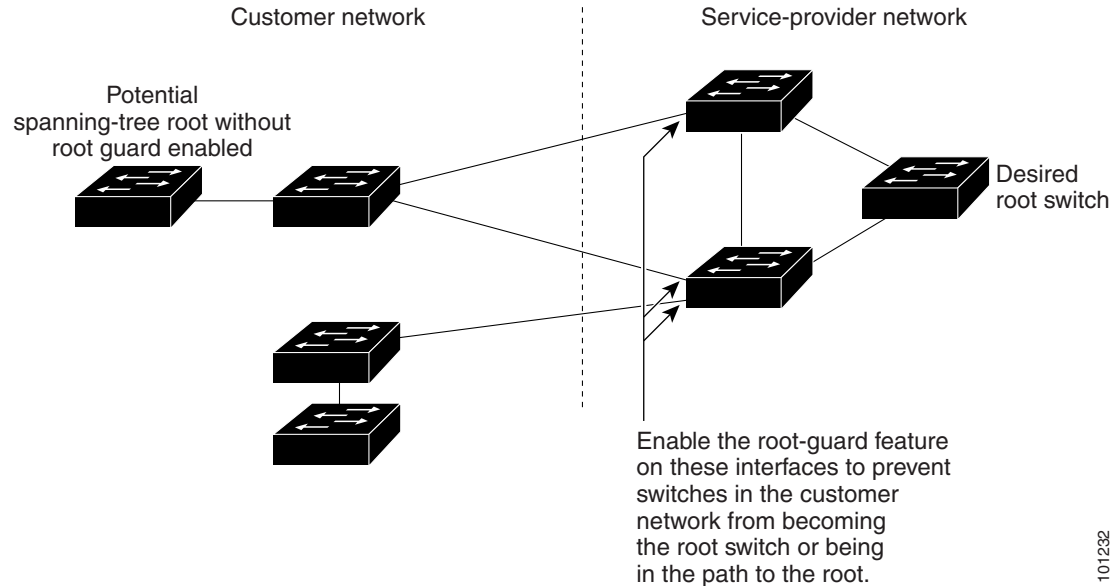 Customer network
Service-provider network
Potential
spanning-tree root without
root guard enabled
Desired
root switch
Enable the root-guard feature
on these interfaces to prevent
switches in the customer
network from becoming
the root switch or being
in the path to the root.
101232